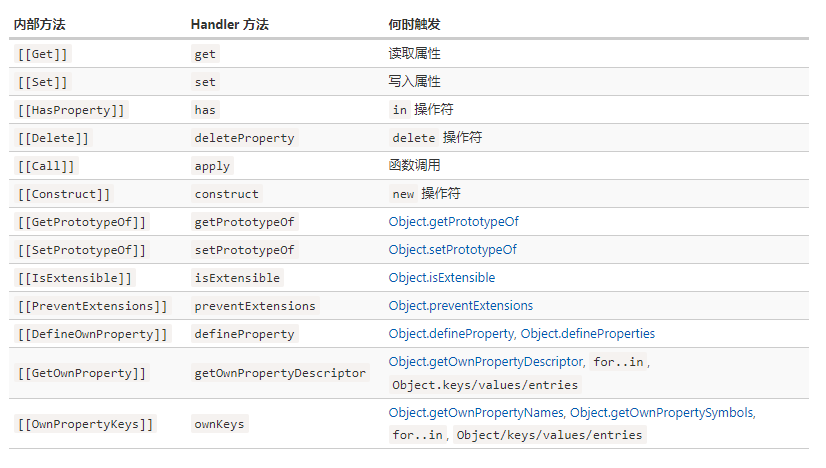 内部方法 Handler 方法 何时触发
[[Get]] get 读取属性
[[Set]] set 写入属性
[[HasProperty]] has in 操作符
[[Delete]] deleteProperty delete 操作符
[[Call]] apply 函数调用
[[Construct]] construct new 操作符
[[GetPrototypeOf]] getPrototypeOf Object.getPrototypeOf
[[SetPrototypeOf]] setPrototypeOf Object.setPrototypeOf
[[IsExtensible]] isExtensible Object.isExtensible
[[PreventExtensions]] preventExtensions Object.preventExtensions
[[DefineOwnProperty]] defineProperty Object.defineProperty, Object.defineProperties
[[GetOwnProperty]] getOwnPropertyDescriptor Object.getOwnPropertyDescriptor, for..in,
Object.keys/values/entries
[[OwnPropertyKeys]] ownKeys Object.getOwnPropertyNames, Object.getOwnPropertySymbols,
for..in, Object/keys/values/entries